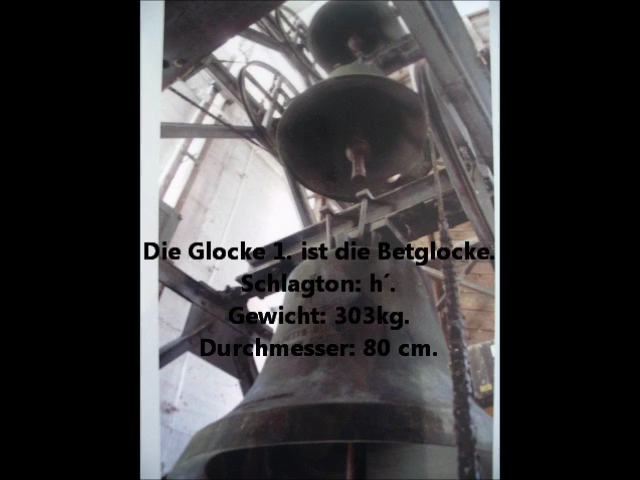 Die Glocke 1. ist die Betglocke.
Schlagton: h´.
Gewicht: 303kg.
Durchmesser: 80 cm.